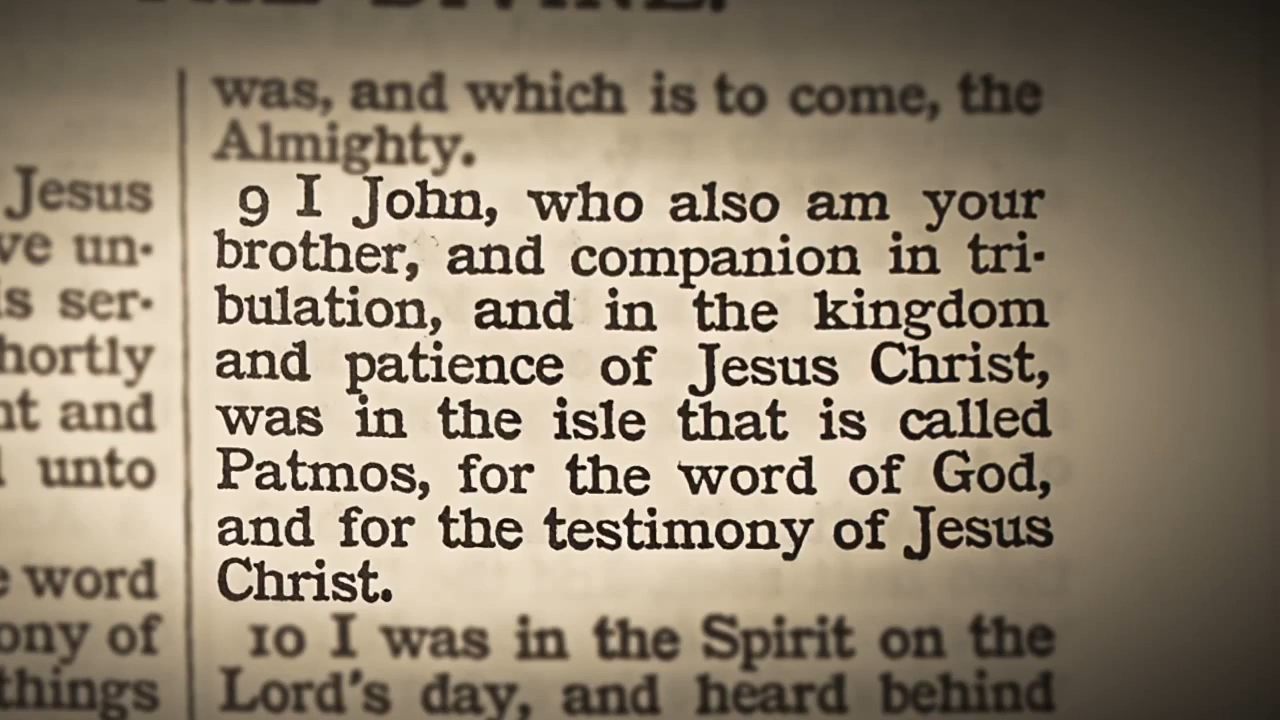 THE DIVINE.
Jesus
ve un-
s ser-
hortly
nt and
unto
word
ony of
things
was, and which is to come, the
Almighty.
9 I John, who also am your
brother, and companion in tri-
bulation, and in the kingdom
and patience of Jesus Christ,
was in the isle that is called
Patmos, for the word of God,
and for the testimony of Jesus
Christ.
10 I was in the Spirit on the
Lord's day, and heard behind